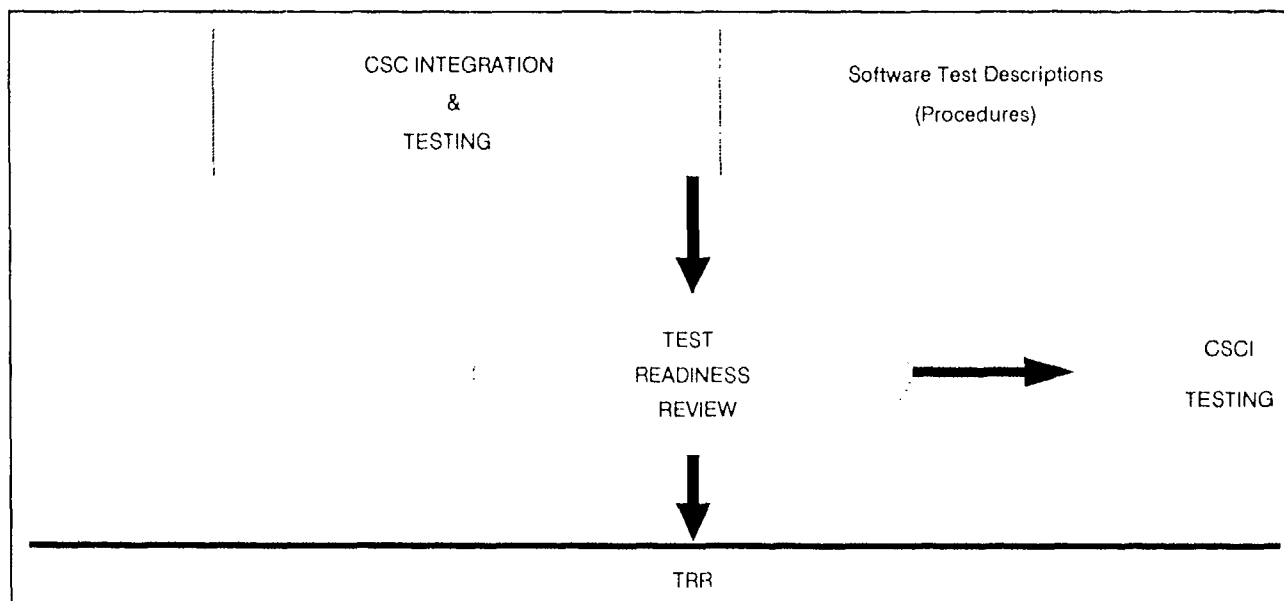 CSC INTEGRATION
&
TESTING
Software Test Descriptions
(Procedures)
TEST
READINESS
REVIEW
CSCI
TESTING
TRR